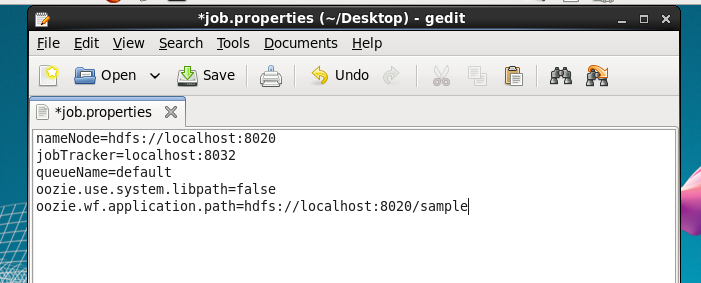 *job.properties (~/Desktop) - gedit
File Edit View Search Tools Documents Help
Open Save Undo
*job.properties
nameNode=hdfs://localhost:8020
jobTracker=localhost:8032
queueName=default
oozie.use.system.libpath=false
oozie.wf.application.path=hdfs://localhost:8020/sample